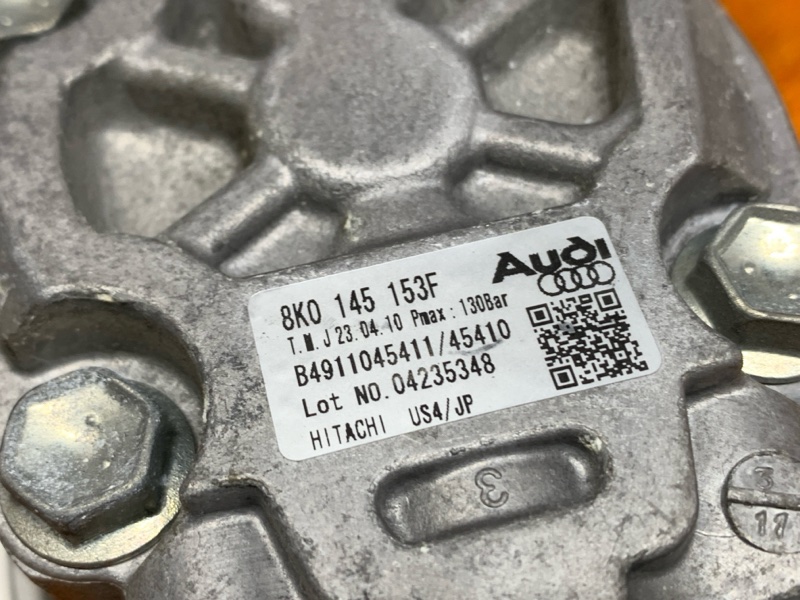 Audi
8K0 145 153F
T.M.J 23.04.10 Pmax: 130Bar
B4911045411/45410
Lot NO.04235348
HITACHI US4/JP
3
3
11